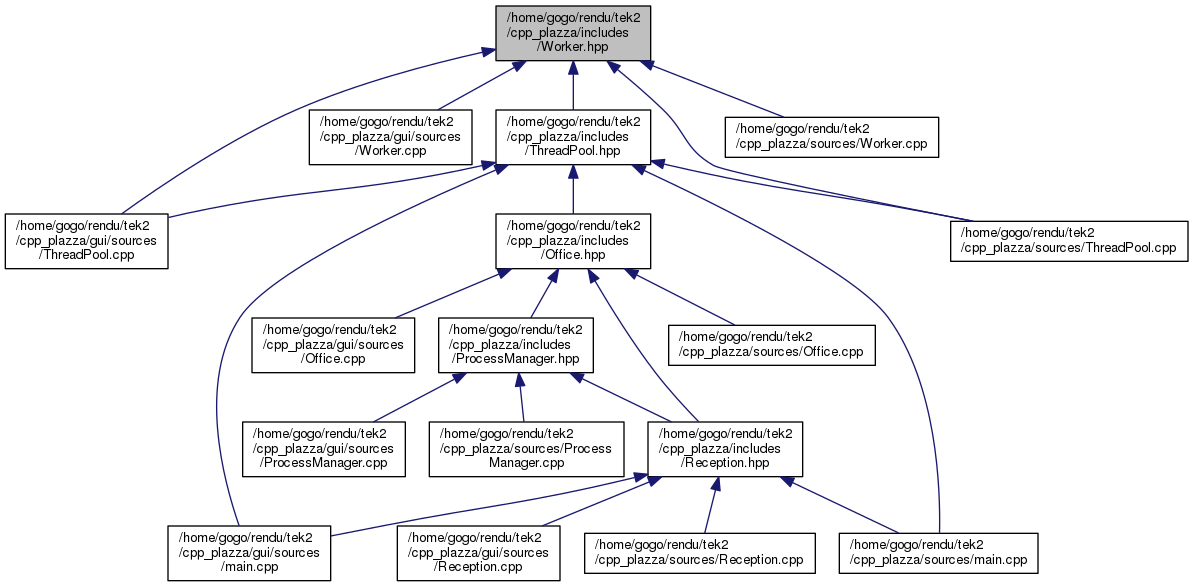 /home/gogo/rendu/tek2
/cpp_plazza/includes
/Worker.hpp
/home/gogo/rendu/tek2
/cpp_plazza/gui/sources
/Worker.cpp
/home/gogo/rendu/tek2
/cpp_plazza/includes
/ThreadPool.hpp
/home/gogo/rendu/tek2
/cpp_plazza/sources/Worker.cpp
/home/gogo/rendu/tek2
/cpp_plazza/gui/sources
/ThreadPool.cpp
/home/gogo/rendu/tek2
/cpp_plazza/includes
/Office.hpp
/home/gogo/rendu/tek2
/cpp_plazza/sources/ThreadPool.cpp
/home/gogo/rendu/tek2
/cpp_plazza/gui/sources
/Office.cpp
/home/gogo/rendu/tek2
/cpp_plazza/includes
/ProcessManager.hpp
/home/gogo/rendu/tek2
/cpp_plazza/sources/Office.cpp
/home/gogo/rendu/tek2
/cpp_plazza/gui/sources
/ProcessManager.cpp
/home/gogo/rendu/tek2
/cpp_plazza/sources/Process
Manager.cpp
/home/gogo/rendu/tek2
/cpp_plazza/includes
/Reception.hpp
/home/gogo/rendu/tek2
/cpp_plazza/gui/sources
/main.cpp
/home/gogo/rendu/tek2
/cpp_plazza/gui/sources
/Reception.cpp
/home/gogo/rendu/tek2
/cpp_plazza/sources/Reception.cpp
/home/gogo/rendu/tek2
/cpp_plazza/sources/main.cpp